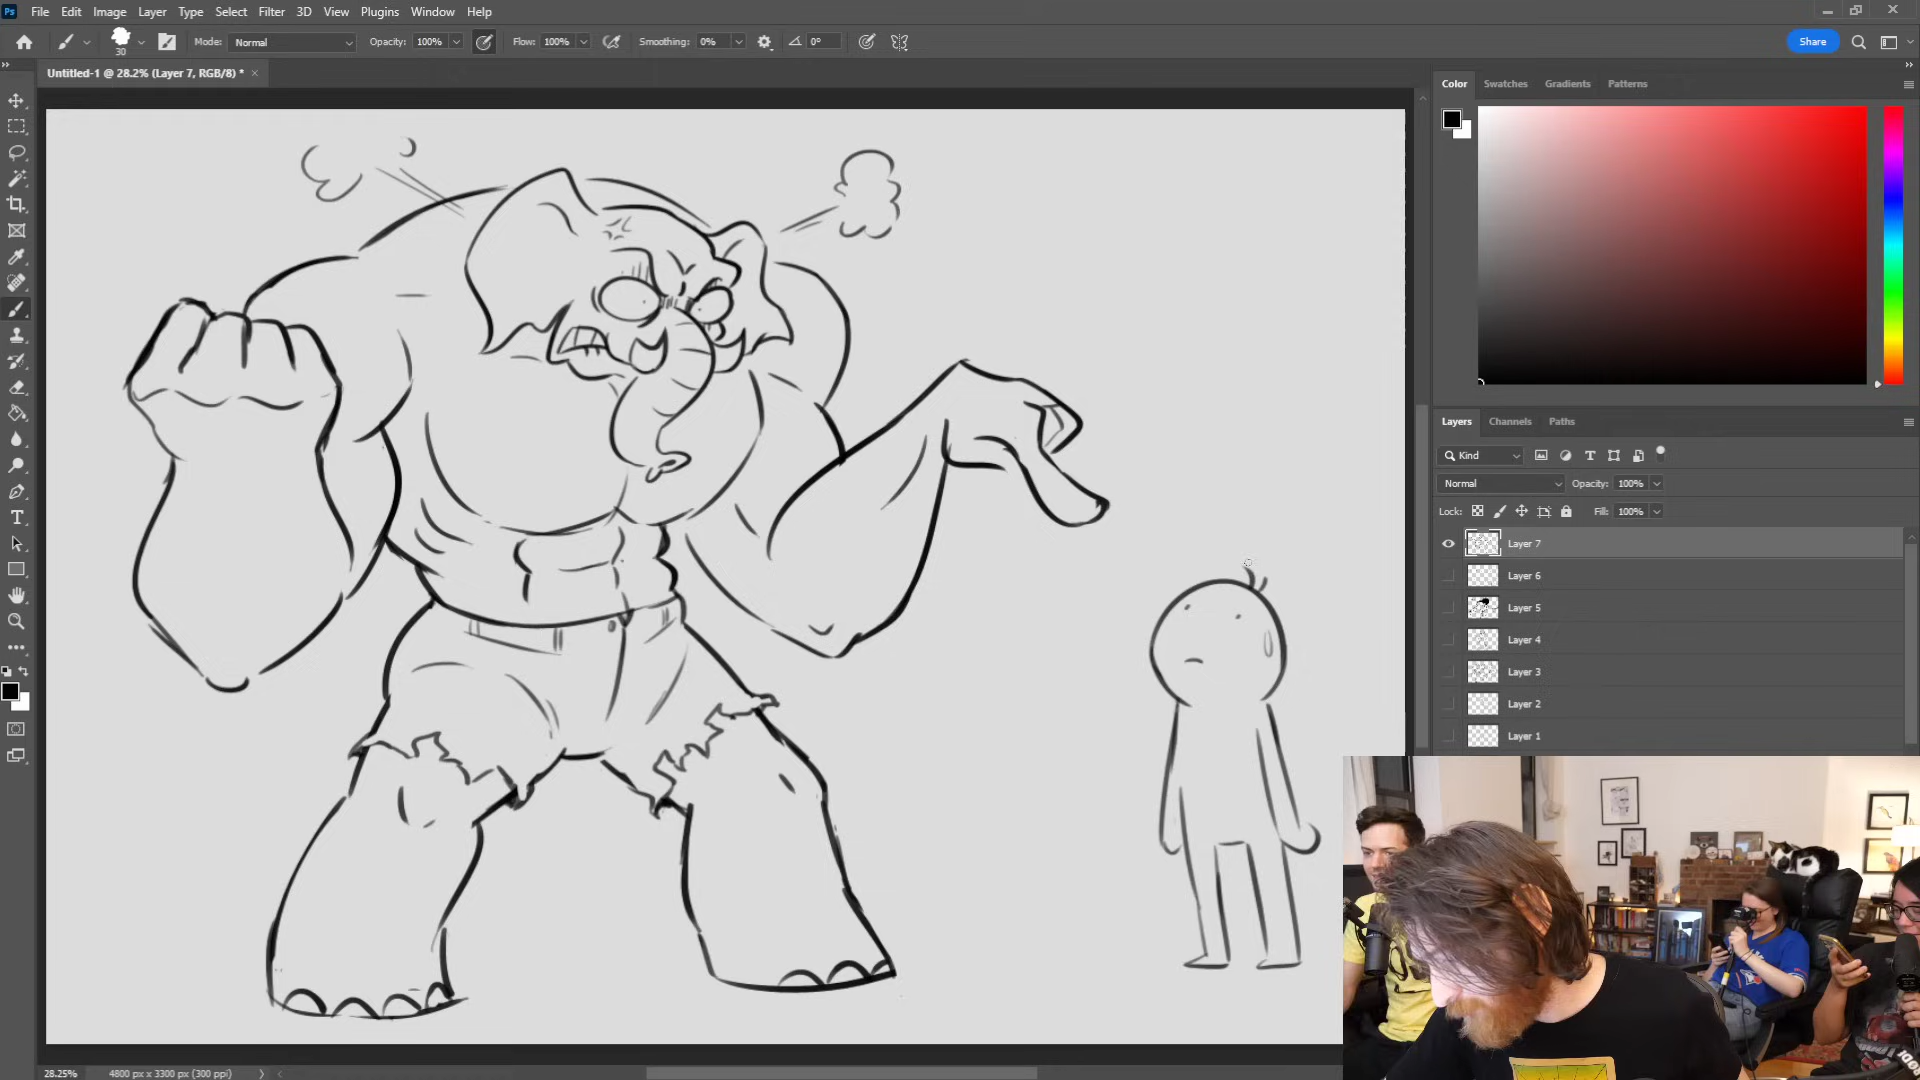 Ps File Edit Image Layer Type Select Filter 3D View Plugins Window Help
30 Mode: Normal Opacity: 100% Flow: 100% Smoothing: 0% 0° Share
Untitled-1 @ 28.2% (Layer 7, RGB/8) *
Color Swatches Gradients Patterns
Layers Channels Paths
Kind
Normal Opacity: 100%
Lock: Fill: 100%
Layer 7
Layer 6
Layer 5
Layer 4
Layer 3
Layer 2
Layer 1
28.25% 4800 px x 3300 px (300 ppi)